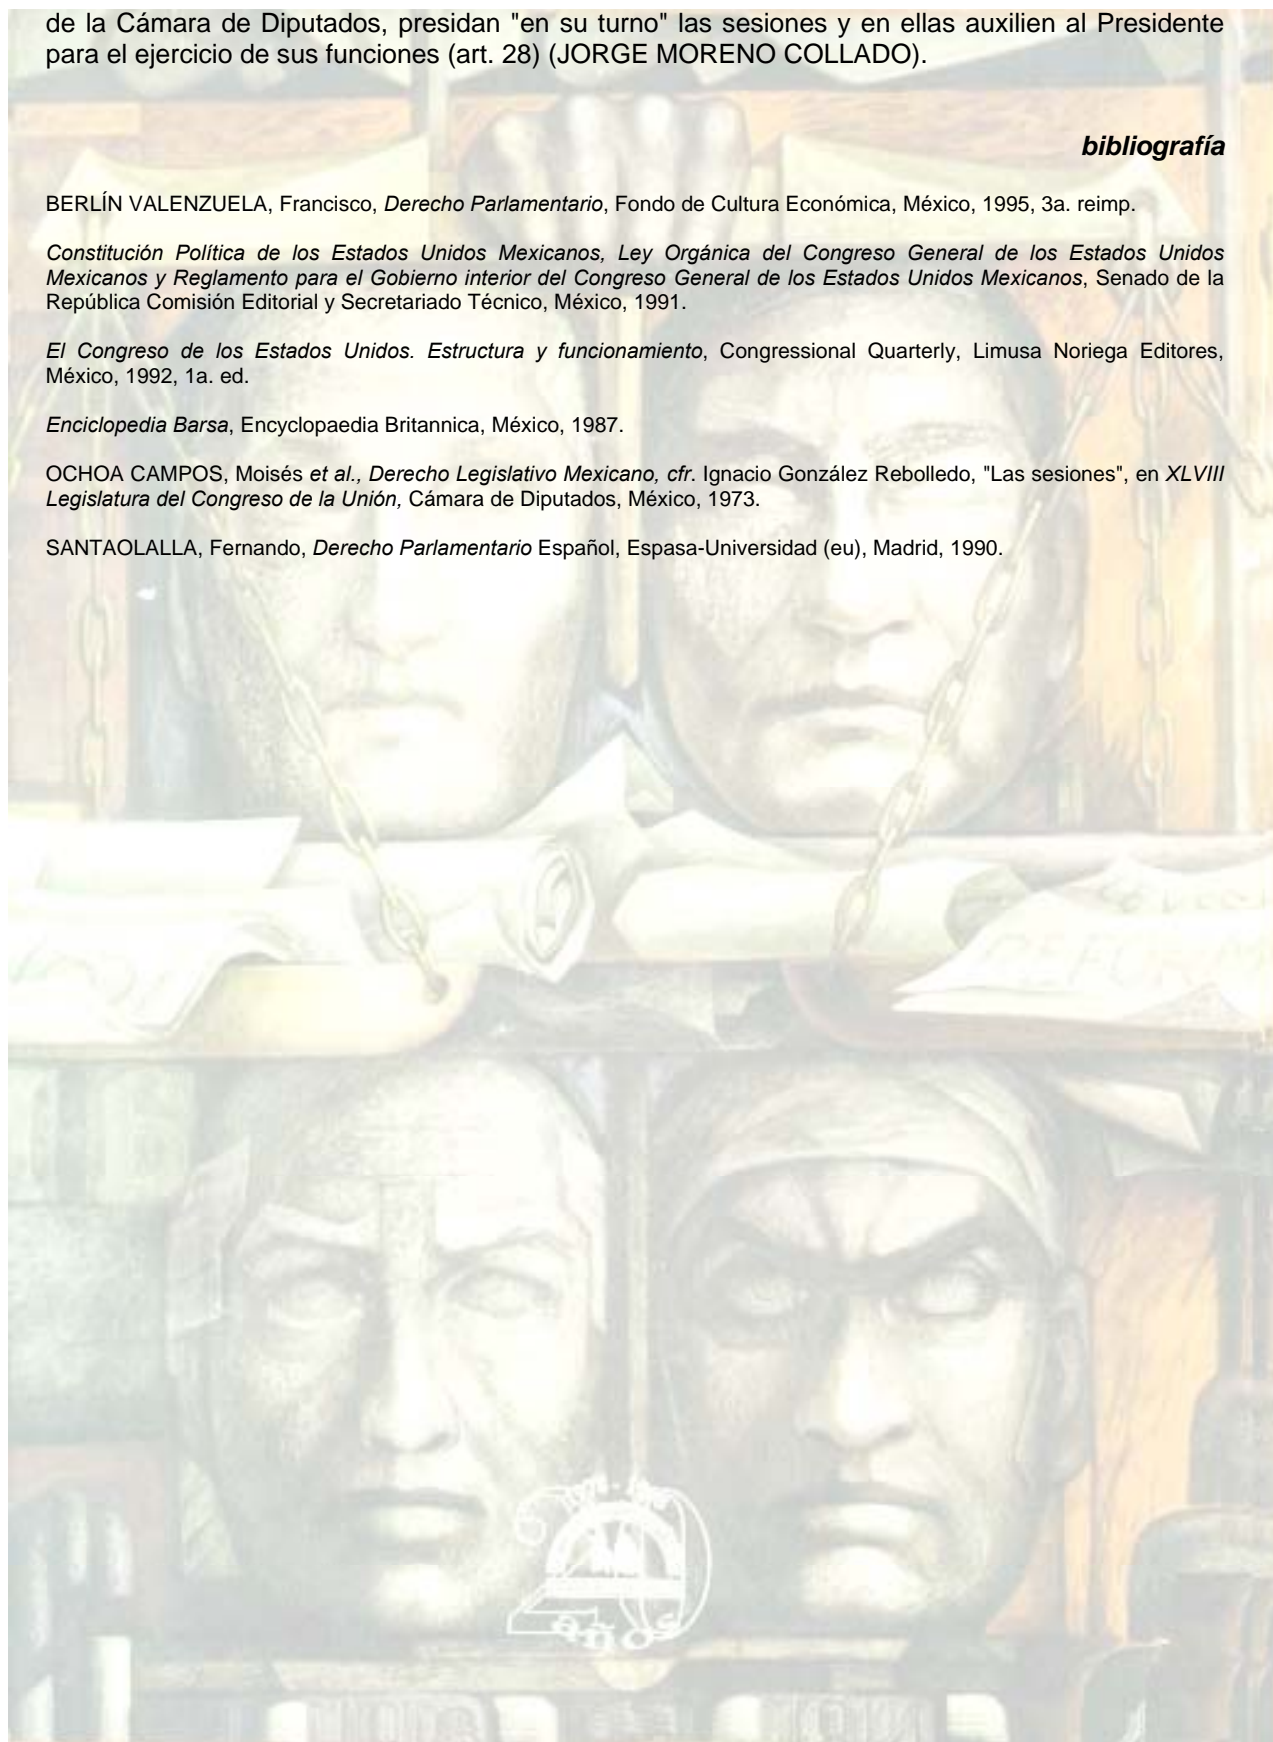 de la Cámara de Diputados, presidan "en su turno" las sesiones y en ellas auxilien al Presidente
para el ejercicio de sus funciones (art. 28) (JORGE MORENO COLLADO).
bibliografía
BERLÍN VALENZUELA, Francisco, Derecho Parlamentario, Fondo de Cultura Económica, México, 1995, 3a. reimp.
Constitución Política de los Estados Unidos Mexicanos, Ley Orgánica del Congreso General de los Estados Unidos
Mexicanos y Reglamento para el Gobierno interior del Congreso General de los Estados Unidos Mexicanos, Senado de la
República Comisión Editorial y Secretariado Técnico, México, 1991.
El Congreso de los Estados Unidos. Estructura y funcionamiento, Congressional Quarterly, Limusa Noriega Editores,
México, 1992, 1a. ed.
Enciclopedia Barsa, Encyclopaedia Britannica, México, 1987.
OCHOA CAMPOS, Moisés et al., Derecho Legislativo Mexicano, cfr. Ignacio González Rebolledo, "Las sesiones", en XLVIII
Legislatura del Congreso de la Unión, Cámara de Diputados, México, 1973.
SANTAOLALLA, Fernando, Derecho Parlamentario Español, Espasa-Universidad (eu), Madrid, 1990.
años